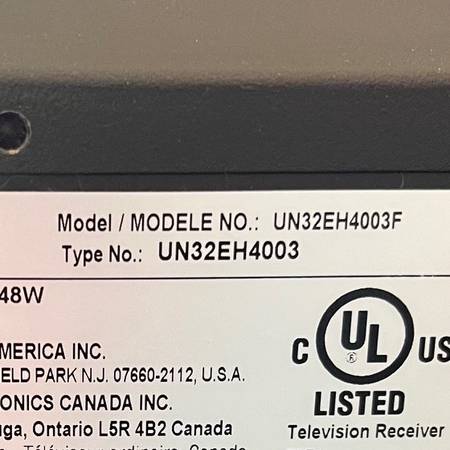 Model / MODELE NO.: UN32EH4003F
Type No.: UN32EH4003
48W
MERICA INC.
ELD PARK N.J. 07660-2112, U.S.A.
ONICS CANADA INC.
uga, Ontario L5R 4B2 Canada
C UL US
®
LISTED
Television Receiver